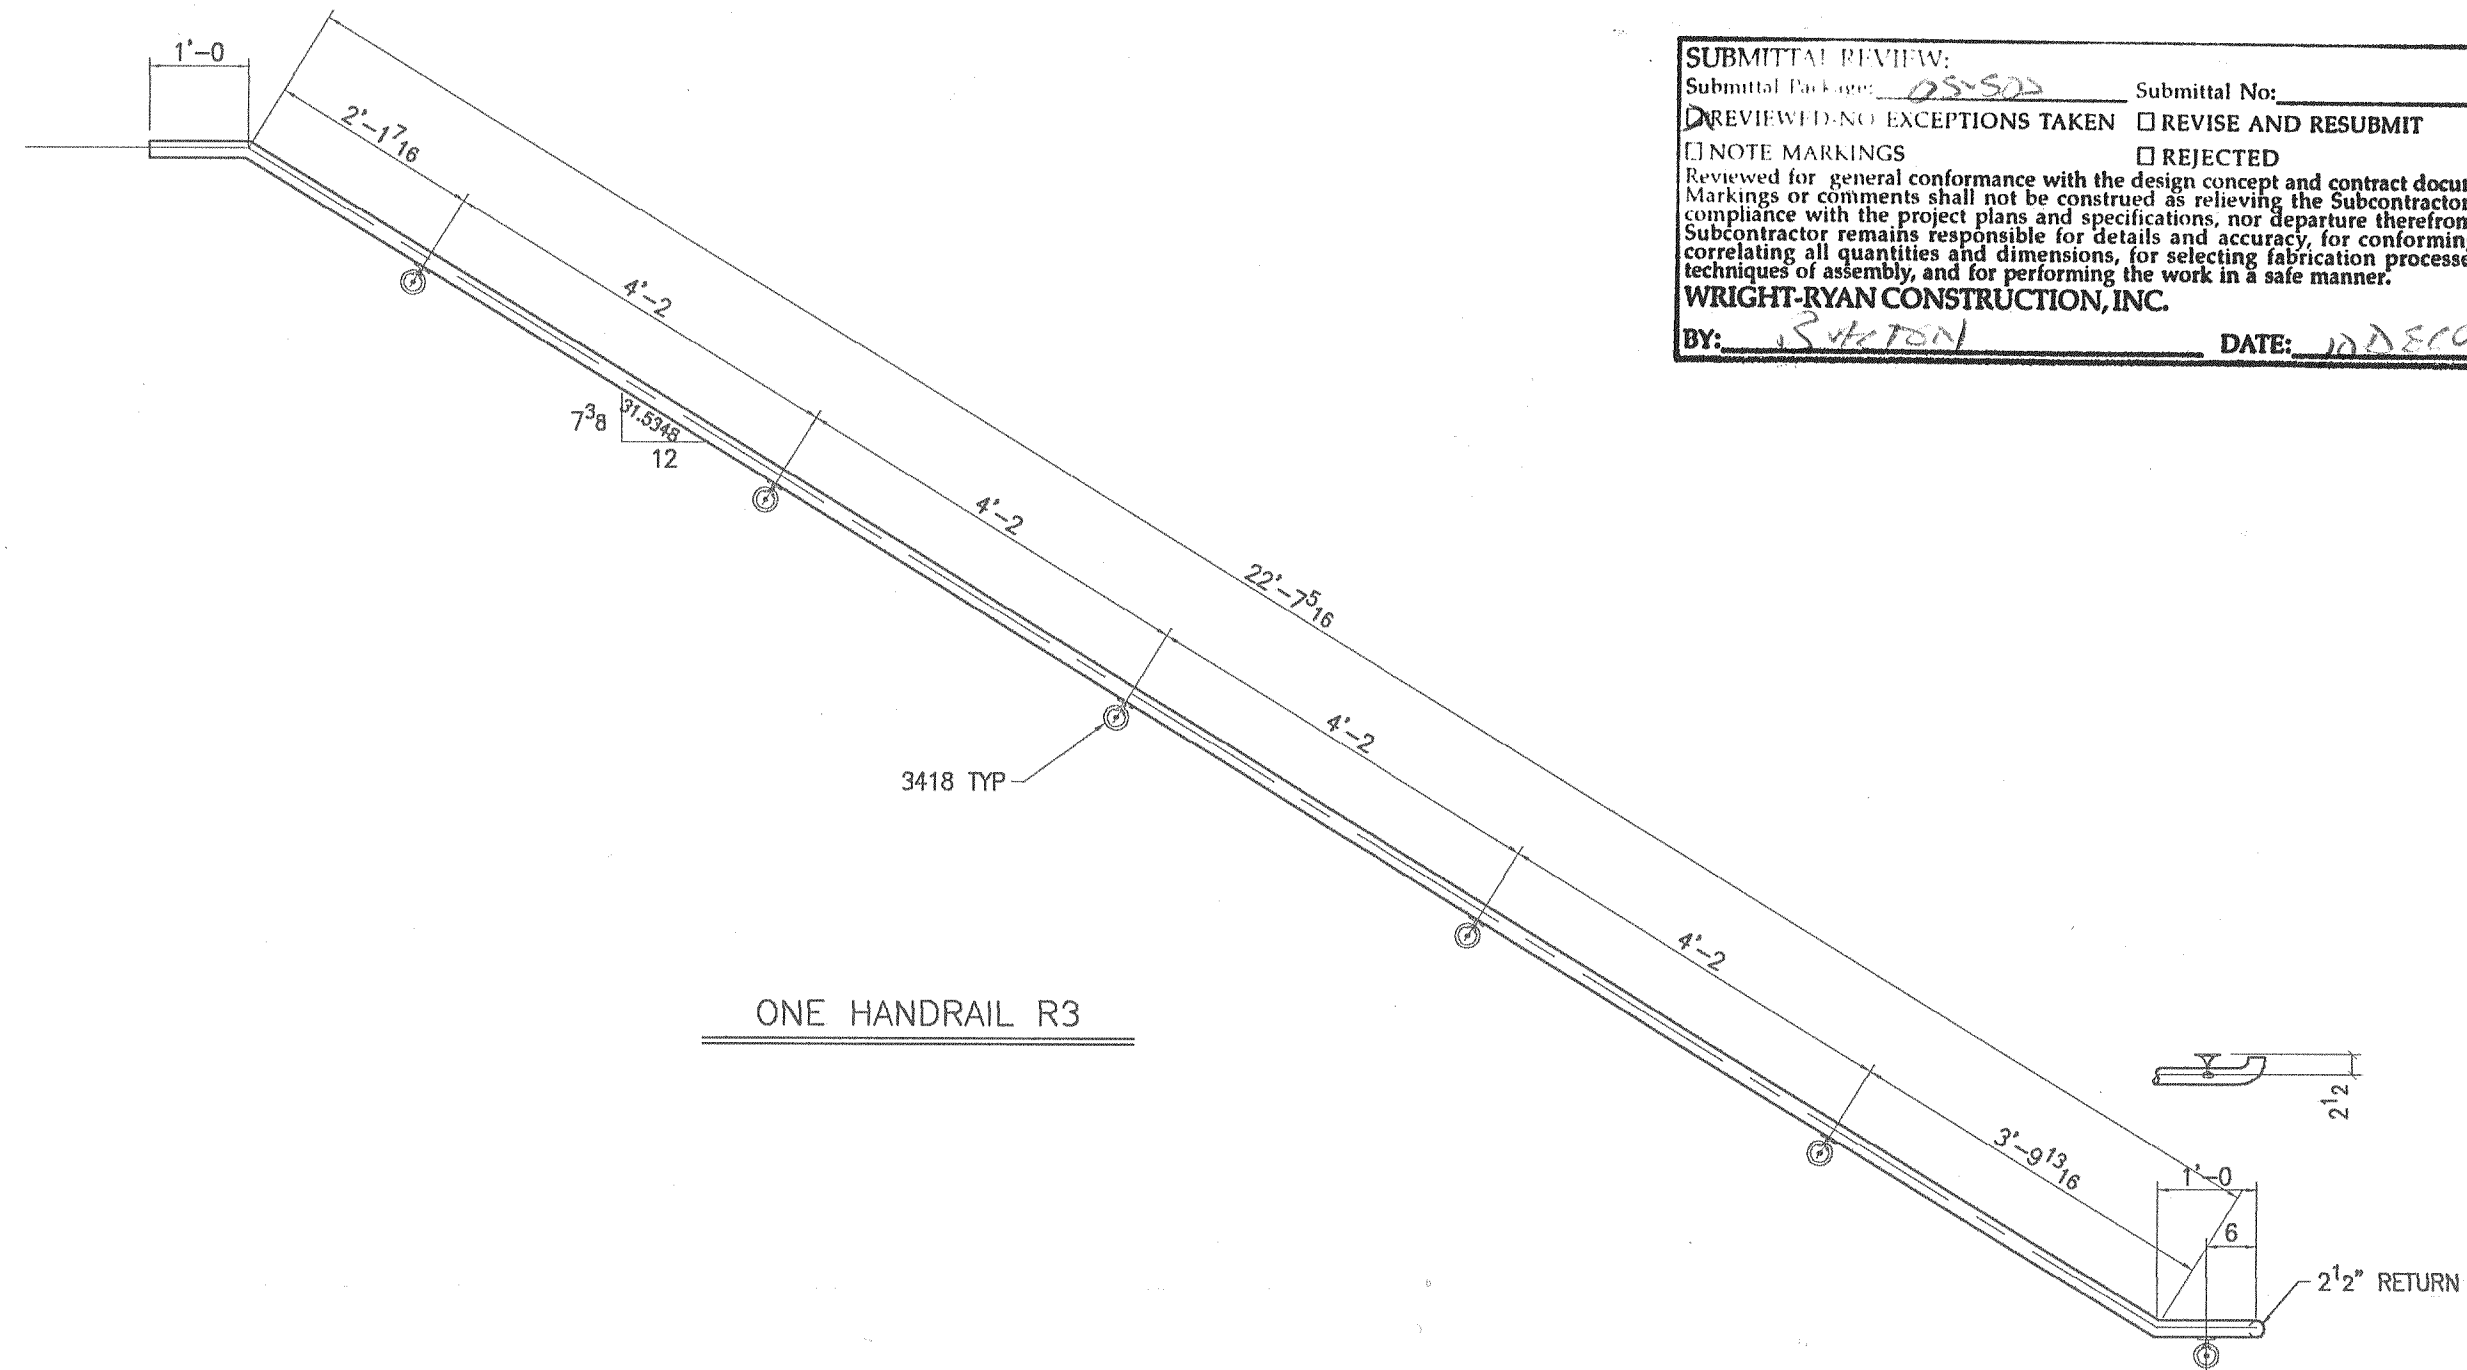 SUBMITTAL REVIEW:
Submittal Package: 05-500 Submittal No:
REVIEWED-NO EXCEPTIONS TAKEN □ REVISE AND RESUBMIT
□ NOTE MARKINGS □ REJECTED
Reviewed for general conformance with the design concept and contract docu
Markings or comments shall not be construed as relieving the Subcontractor
compliance with the project plans and specifications, nor departure therefrom
Subcontractor remains responsible for details and accuracy, for conforming
correlating all quantities and dimensions, for selecting fabrication processe
techniques of assembly, and for performing the work in a safe manner.
WRIGHT-RYAN CONSTRUCTION, INC.
BY: DATE:
1'-0
2'-1 7/16
4'-2
7 3/8
31.5348
12
4'-2
22'-7 5/16
4'-2
3418 TYP
4'-2
ONE HANDRAIL R3
2 1/2
3'-9 13/16
1'-0
6
2 1/2" RETURN